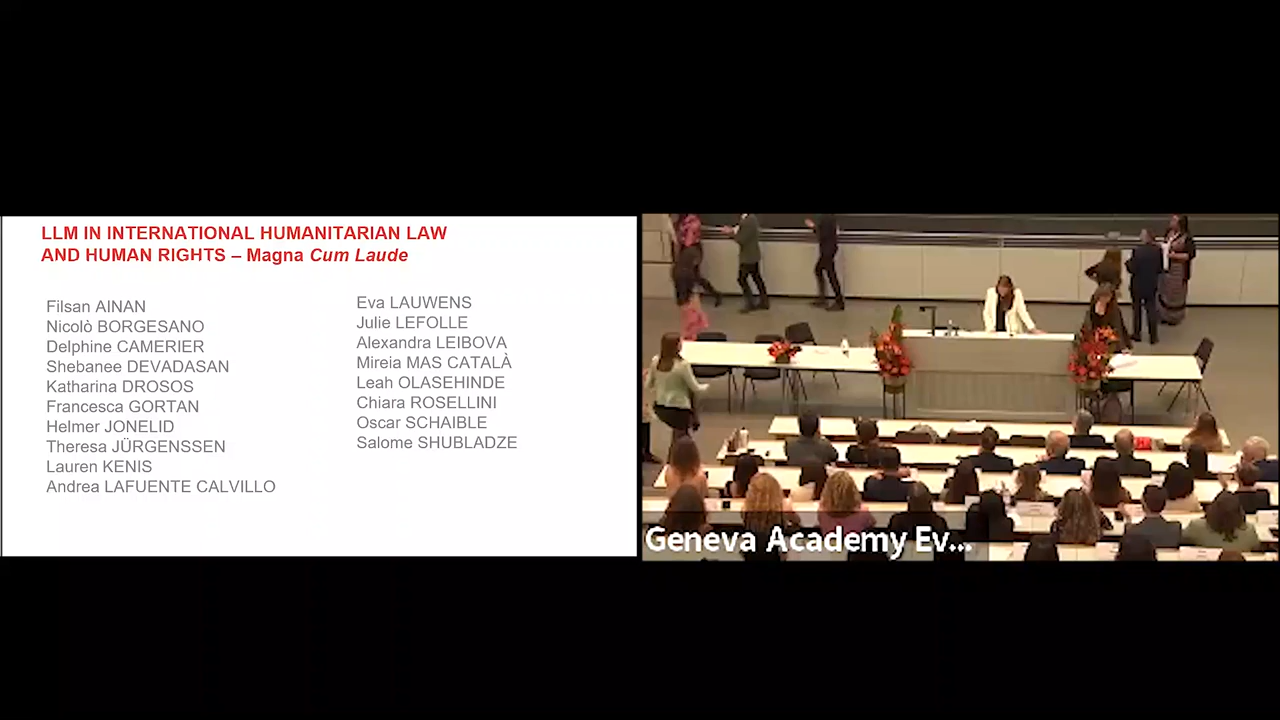 LLM IN INTERNATIONAL HUMANITARIAN LAW
AND HUMAN RIGHTS – Magna Cum Laude
Filsan AINAN
Nicolò BORGESANO
Delphine CAMERIER
Shebanee DEVADASAN
Katharina DROSOS
Francesca GORTAN
Helmer JONELID
Theresa JÜRGENSSEN
Lauren KENIS
Andrea LAFUENTE CALVILLO
Eva LAUWENS
Julie LEFOLLE
Alexandra LEIBOVA
Mireia MAS CATALÀ
Leah OLASEHINDE
Chiara ROSELLINI
Oscar SCHAIBLE
Salome SHUBLADZE
Geneva Academy Ev...